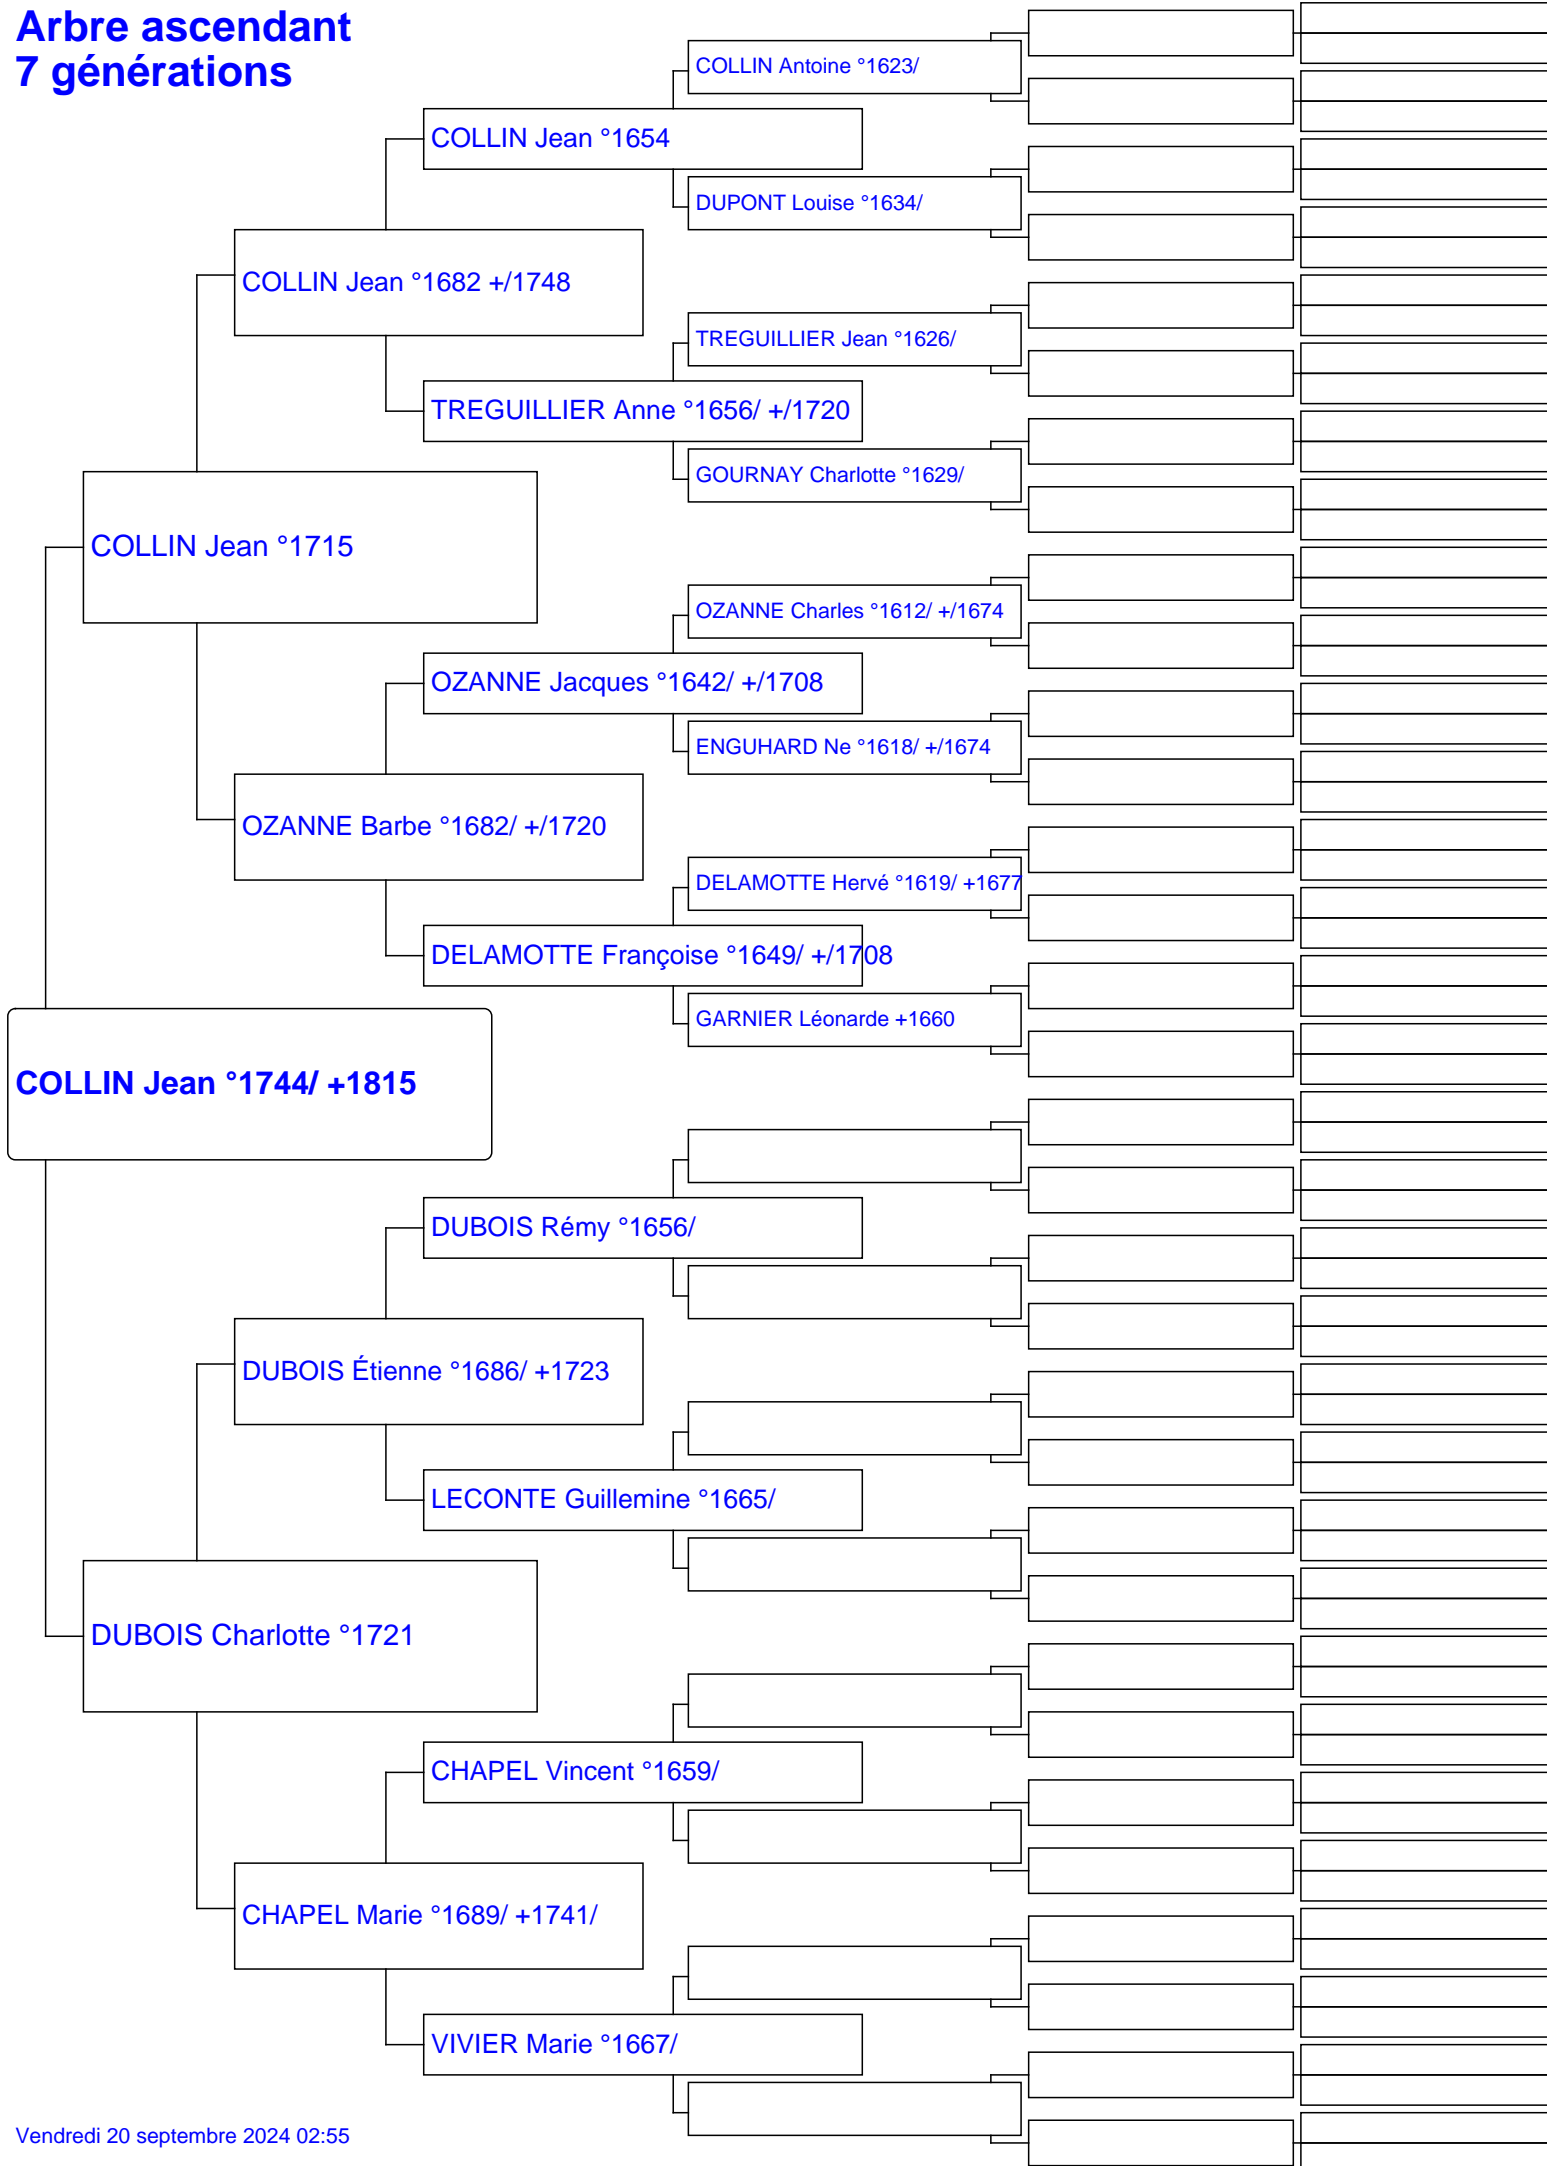 Arbre ascendant
7 générations
COLLIN Antoine °1623/
COLLIN Jean °1654
DUPONT Louise °1634/
COLLIN Jean °1682 +/1748
TREGUILLIER Jean °1626/
TREGUILLIER Anne °1656/ +/1720
GOURNAY Charlotte °1629/
COLLIN Jean °1715
OZANNE Charles °1612/ +/1674
OZANNE Jacques °1642/ +/1708
ENGUHARD Ne °1618/ +/1674
OZANNE Barbe °1682/ +/1720
DELAMOTTE Hervé °1619/ +1677
DELAMOTTE Françoise °1649/ +/1708
GARNIER Léonarde +1660
COLLIN Jean °1744/ +1815
DUBOIS Rémy °1656/
DUBOIS Étienne °1686/ +1723
LECONTE Guillemine °1665/
DUBOIS Charlotte °1721
CHAPEL Vincent °1659/
CHAPEL Marie °1689/ +1741/
VIVIER Marie °1667/
Vendredi 20 septembre 2024 02:55